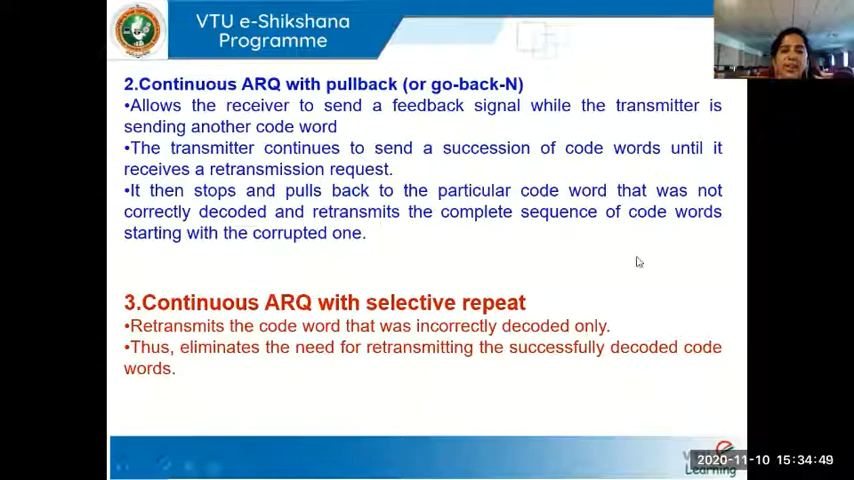 VTU e-Shikshana
Programme
2.Continuous ARQ with pullback (or go-back-N)
•Allows the receiver to send a feedback signal while the transmitter is
sending another code word
•The transmitter continues to send a succession of code words until it
receives a retransmission request.
•It then stops and pulls back to the particular code word that was not
correctly decoded and retransmits the complete sequence of code words
starting with the corrupted one.
3.Continuous ARQ with selective repeat
•Retransmits the code word that was incorrectly decoded only.
•Thus, eliminates the need for retransmitting the successfully decoded code
words.
2020-11-10 15:34:49
Learning